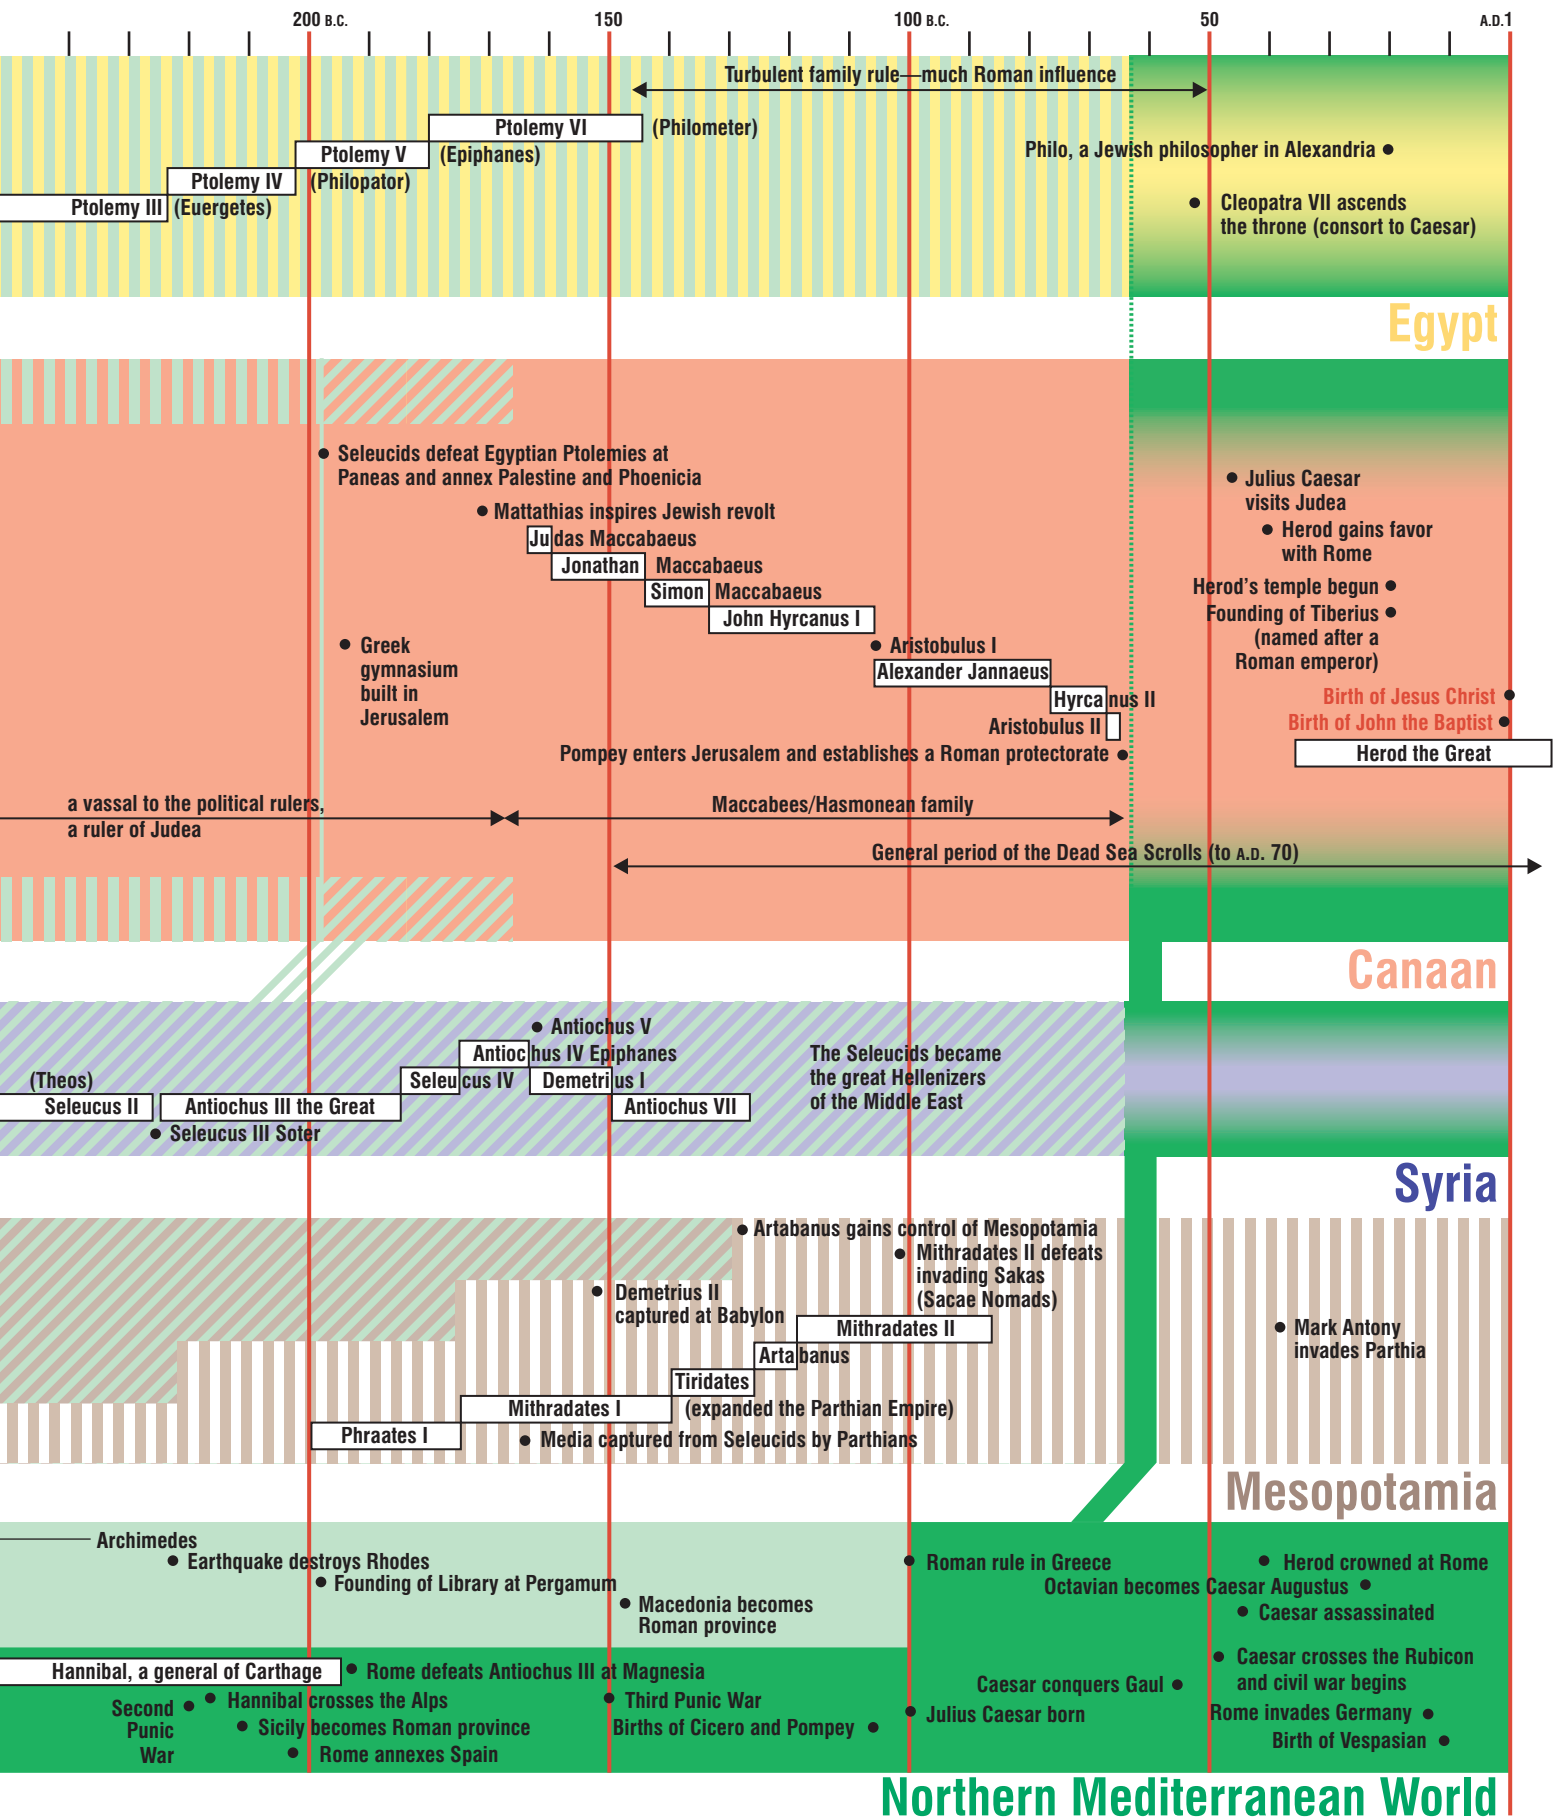 200 B.C.
150
100 B.C.
50
A.D.1
Turbulent family rule—much Roman influence
Ptolemy VI
(Philometer)
Ptolemy V
(Epiphanes)
Ptolemy IV
(Philopator)
Ptolemy III
(Euergetes)
Philo, a Jewish philosopher in Alexandria
Cleopatra VII ascends
the throne (consort to Caesar)
Egypt
Seleucids defeat Egyptian Ptolemies at
Paneas and annex Palestine and Phoenicia
Mattathias inspires Jewish revolt
Judas Maccabaeus
Jonathan Maccabaeus
Simon Maccabaeus
John Hyrcanus I
Greek
gymnasium
built in
Jerusalem
Aristobulus I
Alexander Jannaeus
Hyrcanus II
Aristobulus II
Pompey enters Jerusalem and establishes a Roman protectorate
Julius Caesar
visits Judea
Herod gains favor
with Rome
Herod's temple begun
Founding of Tiberius
(named after a
Roman emperor)
Birth of Jesus Christ
Birth of John the Baptist
Herod the Great
a vassal to the political rulers,
a ruler of Judea
Maccabees/Hasmonean family
General period of the Dead Sea Scrolls (to A.D. 70)
Canaan
Antiochus V
Antiochus IV Epiphanes
(Theos)
Seleucus IV
Demetrius I
Seleucus II
Antiochus III the Great
Antiochus VII
Seleucus III Soter
The Seleucids became
the great Hellenizers
of the Middle East
Syria
Artabanus gains control of Mesopotamia
Mithradates II defeats
invading Sakas
(Sacae Nomads)
Demetrius II
captured at Babylon
Mithradates II
Artabanus
Tiridates
Mithradates I
(expanded the Parthian Empire)
Phraates I
Media captured from Seleucids by Parthians
Mark Antony
invades Parthia
Mesopotamia
Archimedes
Earthquake destroys Rhodes
Founding of Library at Pergamum
Macedonia becomes
Roman province
Roman rule in Greece
Herod crowned at Rome
Octavian becomes Caesar Augustus
Caesar assassinated
Hannibal, a general of Carthage
Rome defeats Antiochus III at Magnesia
Second
Punic
War
Hannibal crosses the Alps
Sicily becomes Roman province
Rome annexes Spain
Third Punic War
Births of Cicero and Pompey
Caesar conquers Gaul
Julius Caesar born
Caesar crosses the Rubicon
and civil war begins
Rome invades Germany
Birth of Vespasian
Northern Mediterranean World